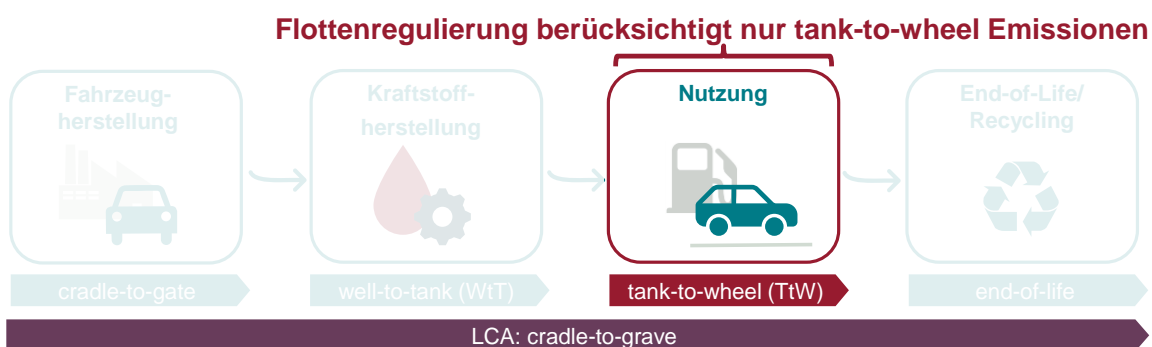 Flottenregulierung berücksichtigt nur tank-to-wheel Emissionen
Fahrzeug-
herstellung
Kraftstoff-
herstellung
Nutzung
End-of-Life/
Recycling
cradle-to-gate
well-to-tank (WtT)
tank-to-wheel (TtW)
end-of-life
LCA: cradle-to-grave